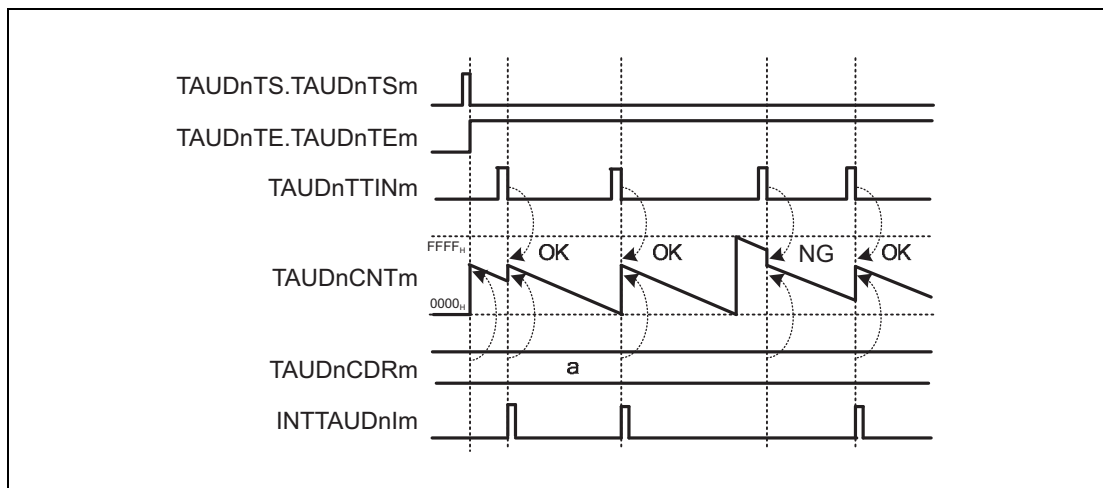 TAUDnTS.TAUDnTSm
TAUDnTE.TAUDnTEm
TAUDnTTINm
FFFFH
OK
OK
NG
OK
TAUDnCNTm
0000H
TAUDnCDRm
a
INTTAUDnIm